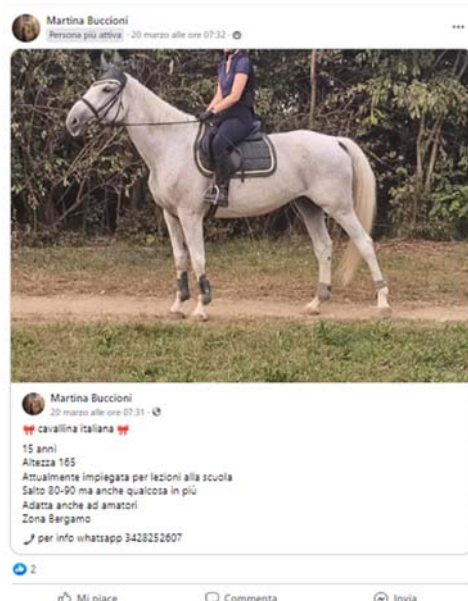 Martina Buccioni
Persona più attiva · 20 marzo alle ore 07:32 ·
Martina Buccioni
20 marzo alle ore 07:31 ·
🎀 cavallina italiana 🎀
15 anni
Altezza 165
Attualmente impiegata per lezioni alla scuola
Salto 80-90 ma anche qualcosa in più
Adatta anche ad amatori
Zona Bergamo
per info whatsapp 3428252607
2
Mi piace
Commenta
Invia